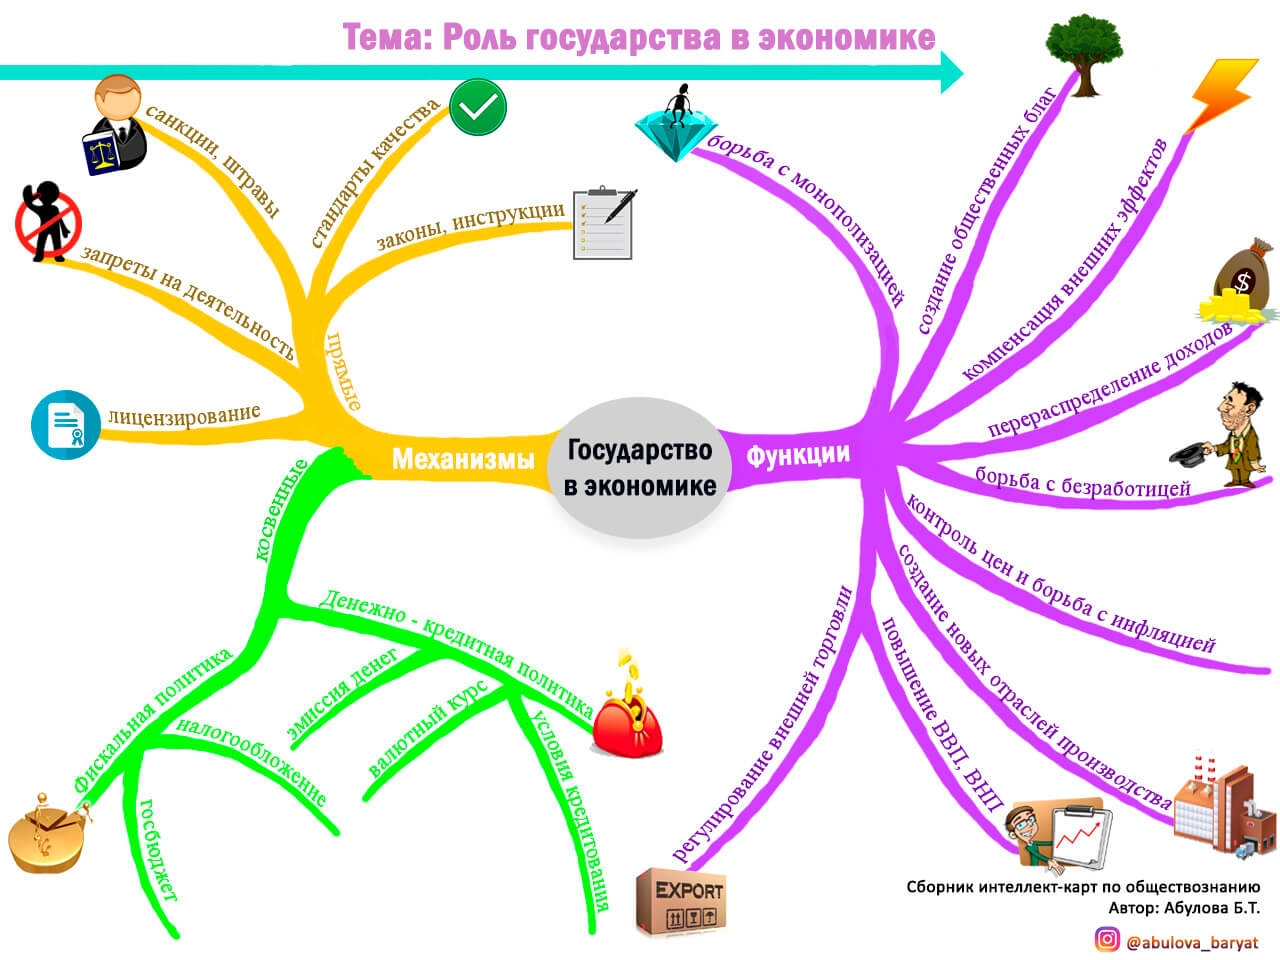 Тема: Роль государства в экономике
санкции, штравы
стандарты качества
законы, инструкции
запреты на деятельность
лицензирование
прямые
Механизмы
косвенные
Денежно - кредитная политика
эмиссия денег
валютный курс
условия кредитования
Фискальная политика
налогообложение
госбюджет
Государство
в экономике
Функции
борьба с монополизацией
создание общественных благ
компенсация внешних эффектов
$
перераспределение доходов
борьба с безработицей
контроль цен и борьба с инфляцией
создание новых отраслей производства
повышение ВВП, ВНП
регулирование внешней торговли
EXPORT
Сборник интеллект-карт по обществознанию
Автор: Абулова Б.Т.
@abulova_baryat